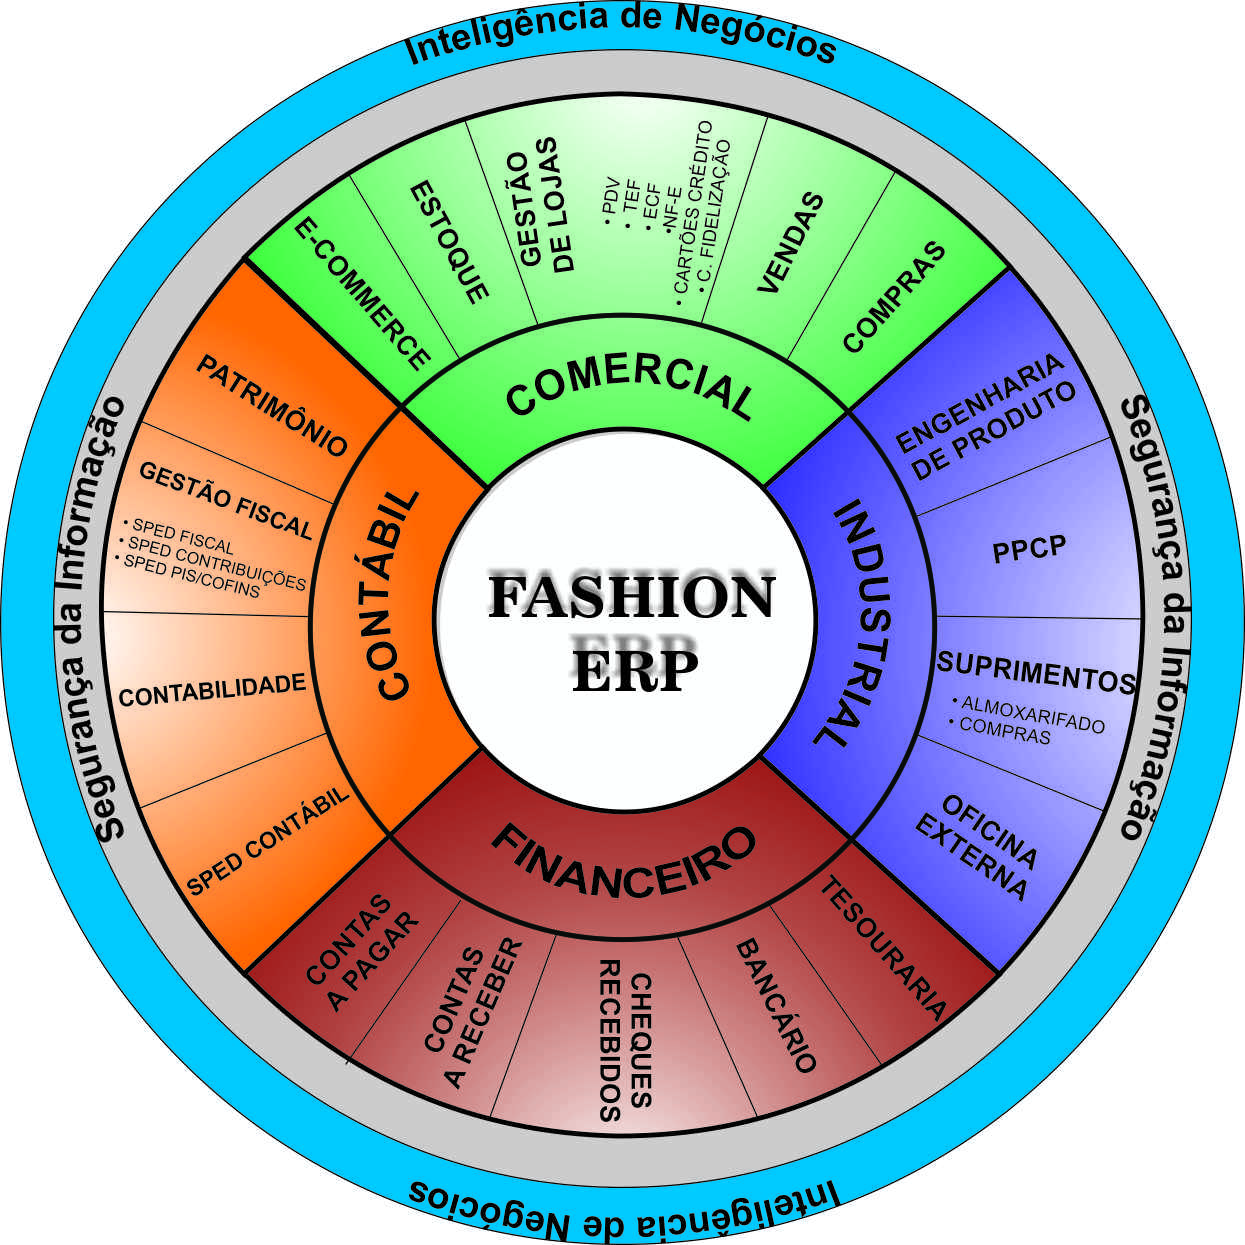 Inteligência de Negócios
Segurança da Informação
Segurança da Informação
Inteligência de Negócios
FASHION
ERP
COMERCIAL
E-COMMERCE
ESTOQUE
GESTÃO
DE LOJAS
• PDV
• TEF
• ECF
•NF-E
• CARTÕES CRÉDITO
• C. FIDELIZAÇÃO
VENDAS
COMPRAS
INDUSTRIAL
ENGENHARIA
DE PRODUTO
PPCP
SUPRIMENTOS
• ALMOXARIFADO
• COMPRAS
OFICINA
EXTERNA
FINANCEIRO
CONTAS
A PAGAR
CONTAS
A RECEBER
CHEQUES
RECEBIDOS
BANCÁRIO
TESOURARIA
CONTÁBIL
PATRIMÔNIO
GESTÃO FISCAL
• SPED FISCAL
• SPED CONTRIBUIÇÕES
• SPED PIS/COFINS
CONTABILIDADE
SPED CONTÁBIL